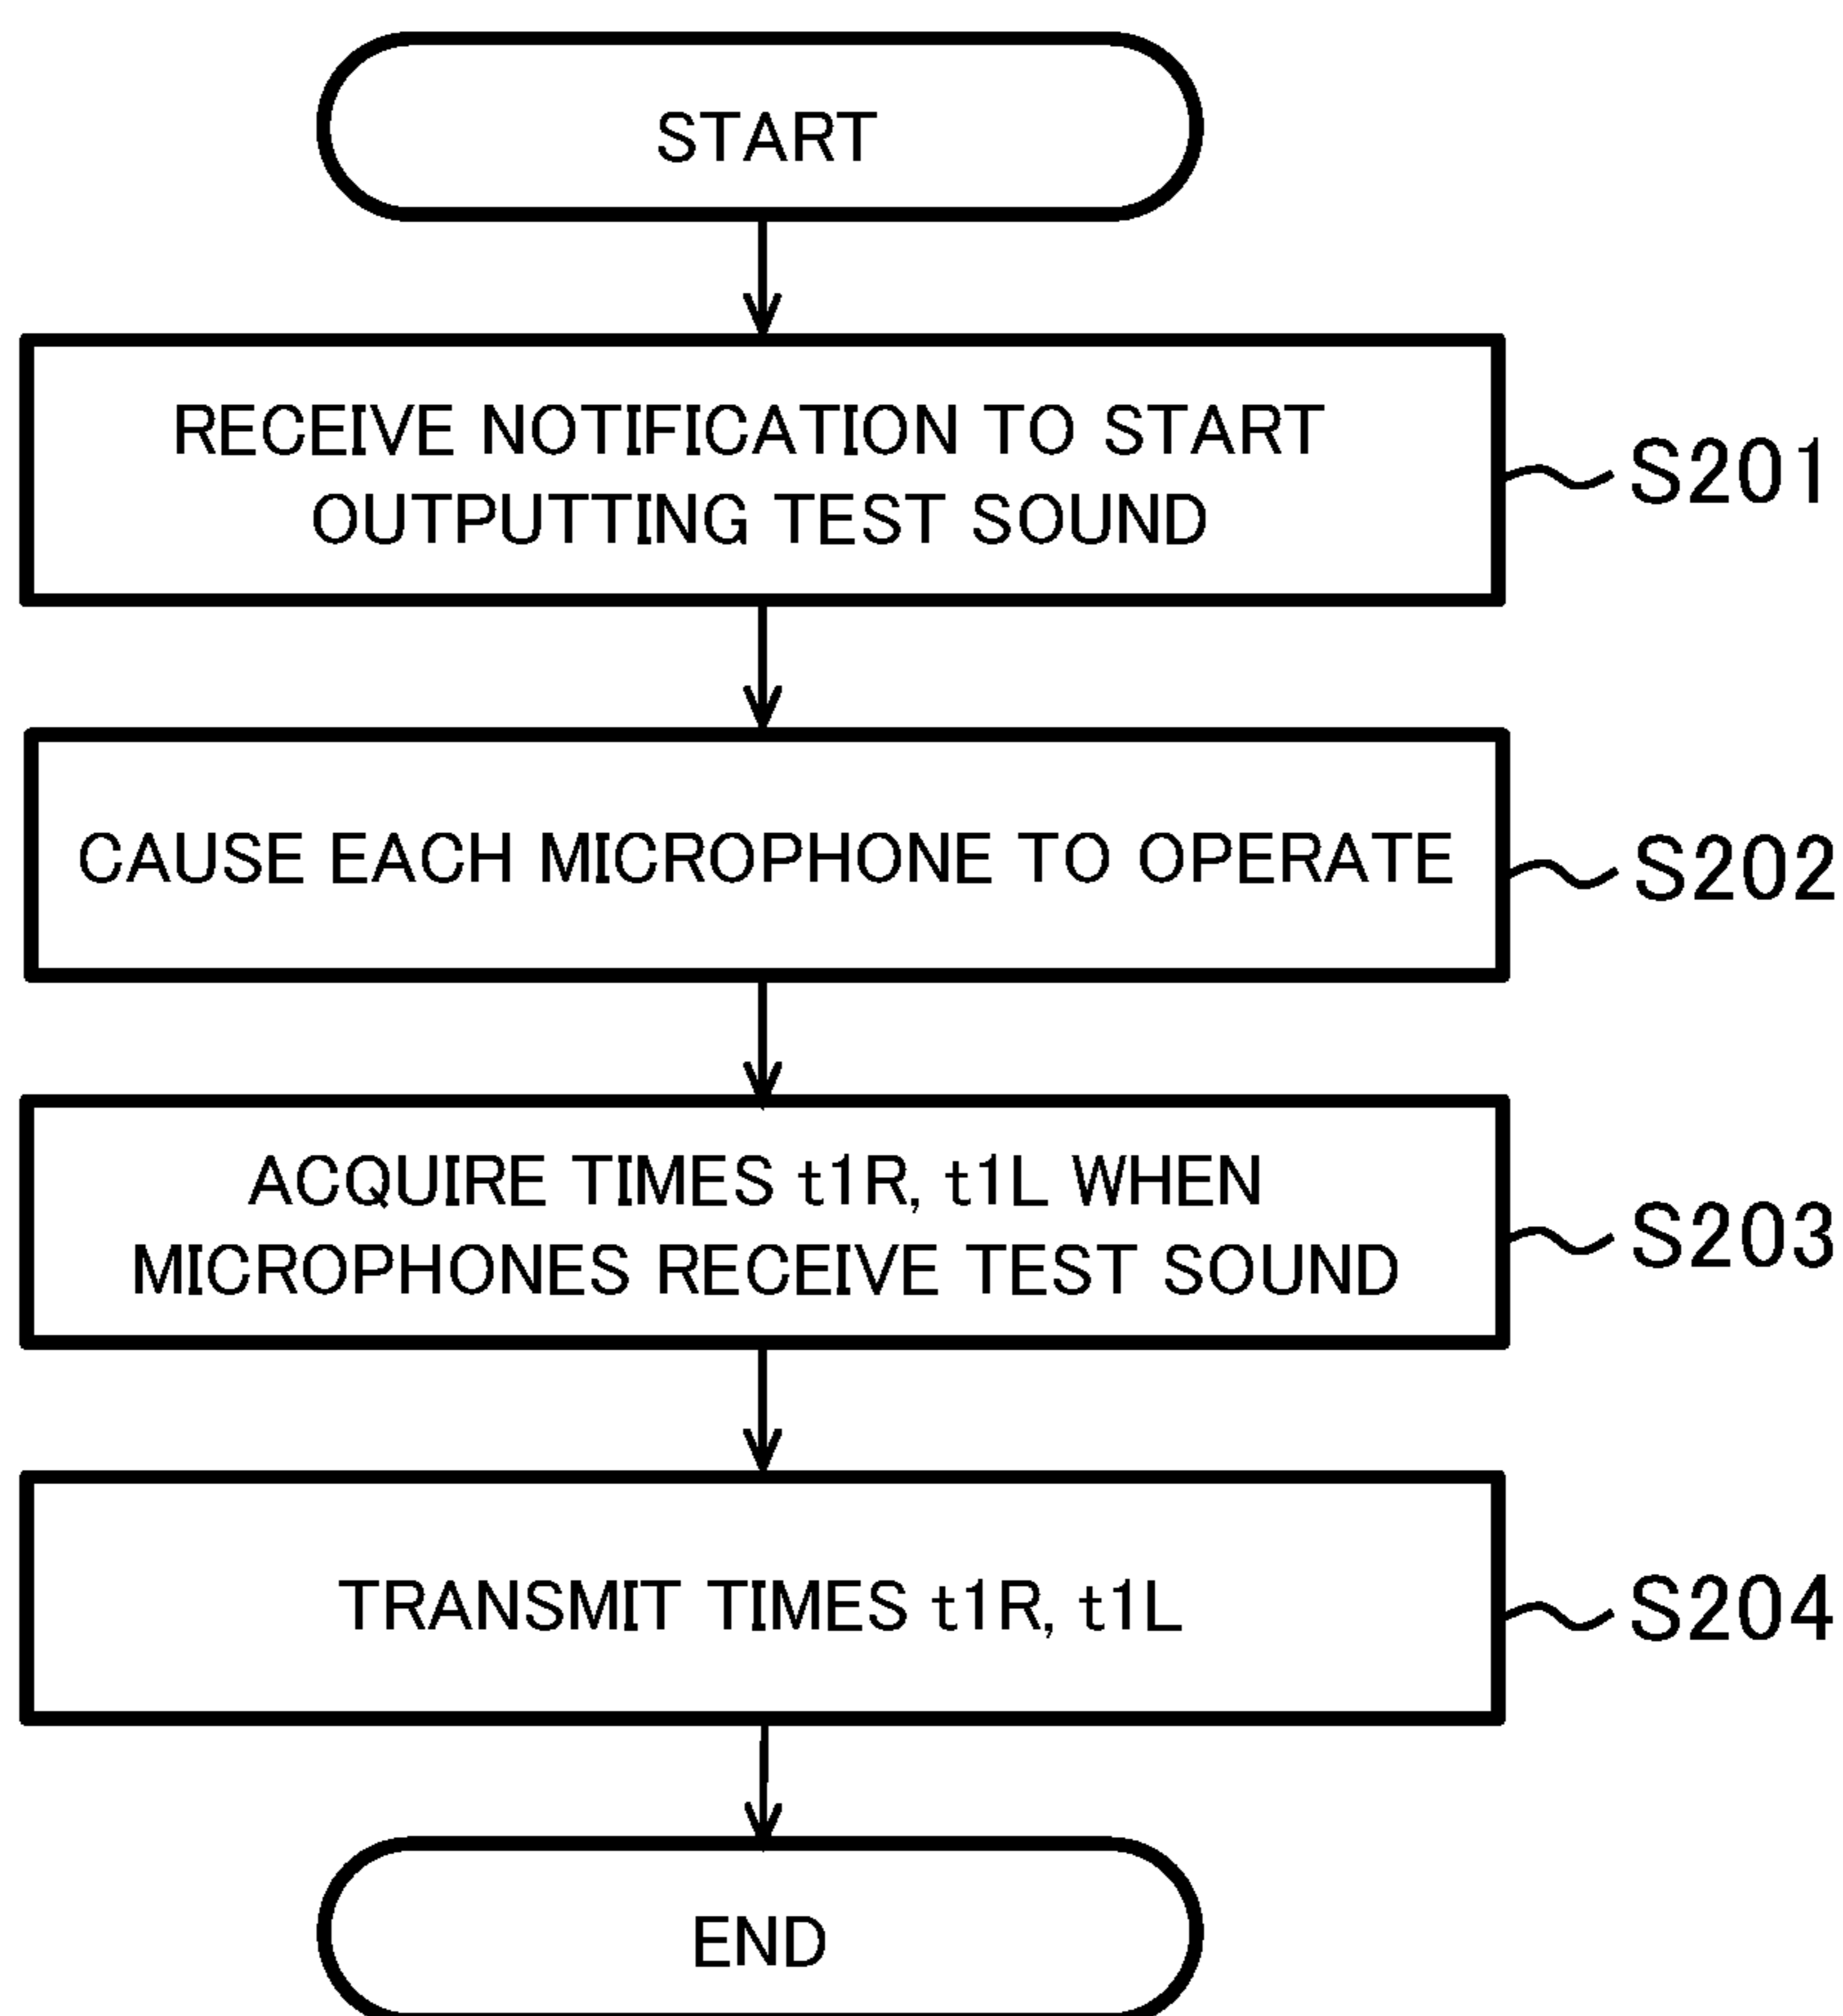 START
RECEIVE NOTIFICATION TO START
OUTPUTTING TEST SOUND
S201
CAUSE EACH MICROPHONE TO OPERATE
S202
ACQUIRE TIMES t1R, t1L WHEN
MICROPHONES RECEIVE TEST SOUND
S203
TRANSMIT TIMES t1R, t1L
S204
END